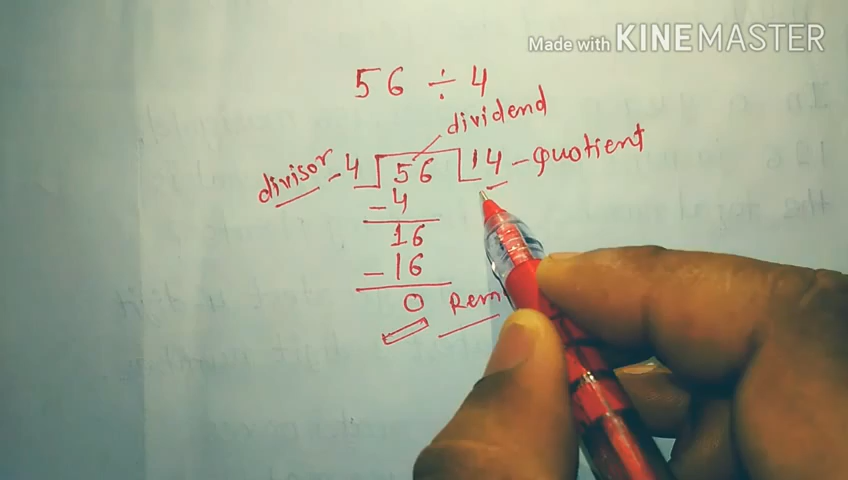 Made with KINEMASTER
56 ÷ 4
dividend
divisor - 4 56 14 - Quotient
- 4
16
- 16
0